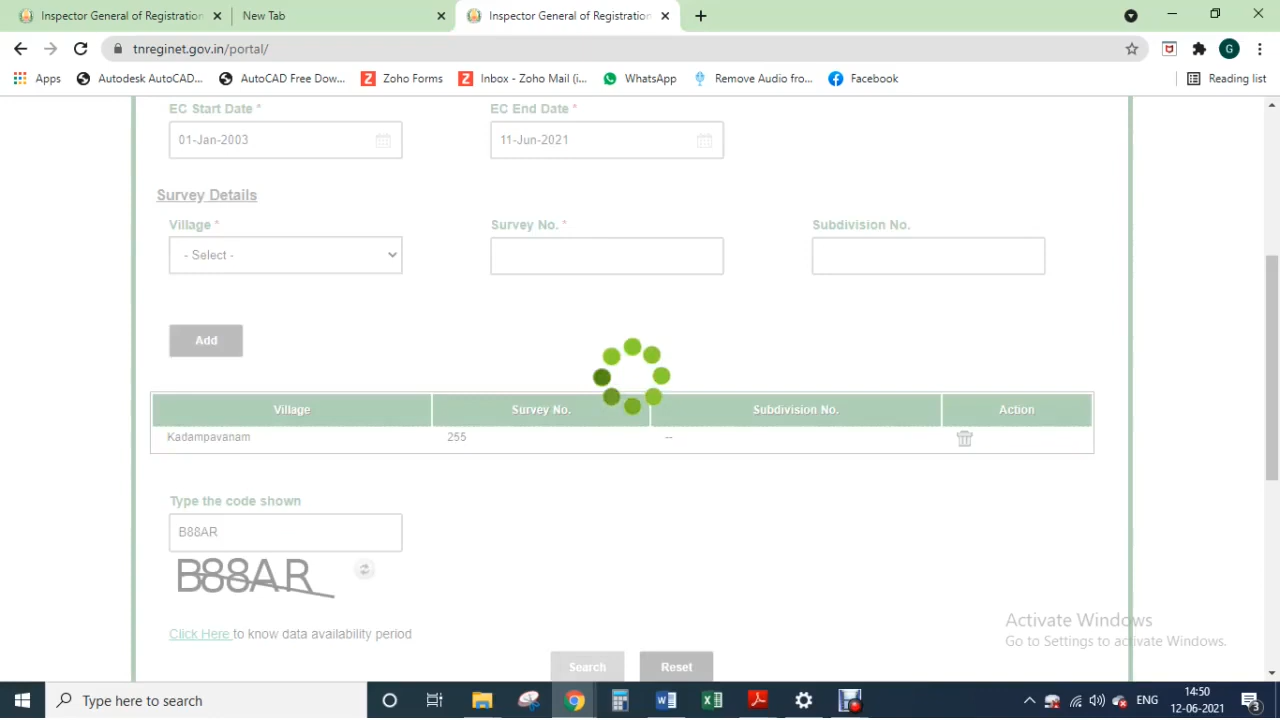 Inspector General of Registration
New Tab
Inspector General of Registration
tnreginet.gov.in/portal/
G
Apps
Autodesk AutoCAD...
AutoCAD Free Dow...
Zoho Forms
Inbox - Zoho Mail (i...
WhatsApp
Remove Audio fro...
Facebook
Reading list
EC Start Date *
EC End Date *
01-Jan-2003
11-Jun-2021
Survey Details
Village *
Survey No. *
Subdivision No.
- Select -
Add
Village
Survey No.
Subdivision No.
Action
Kadampavanam
255
--
Type the code shown
B88AR
B88AR
Click Here to know data availability period
Activate Windows
Go to Settings to activate Windows.
Search
Reset
Type here to search
ENG
14:50
12-06-2021
3